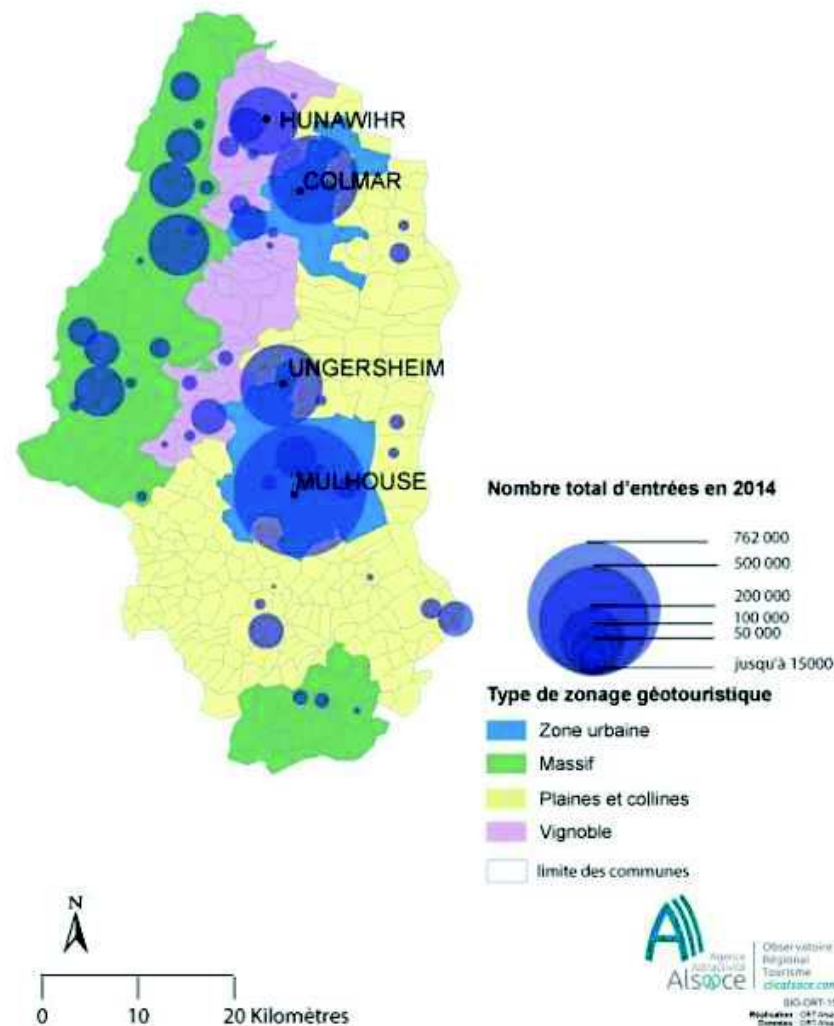 HUNAWIHR
COLMAR
UNGERSHEIM
MULHOUSE
Nombre total d'entrées en 2014
762 000
500 000
200 000
100 000
50 000
jusqu'à 15000
Type de zonage géotouristique
Zone urbaine
Massif
Plaines et collines
Vignoble
limite des communes
N
0 10 20 Kilomètres
Agence
Attractivité
Alsace
Observatoire
Régional
Tourisme
clicalsace.com